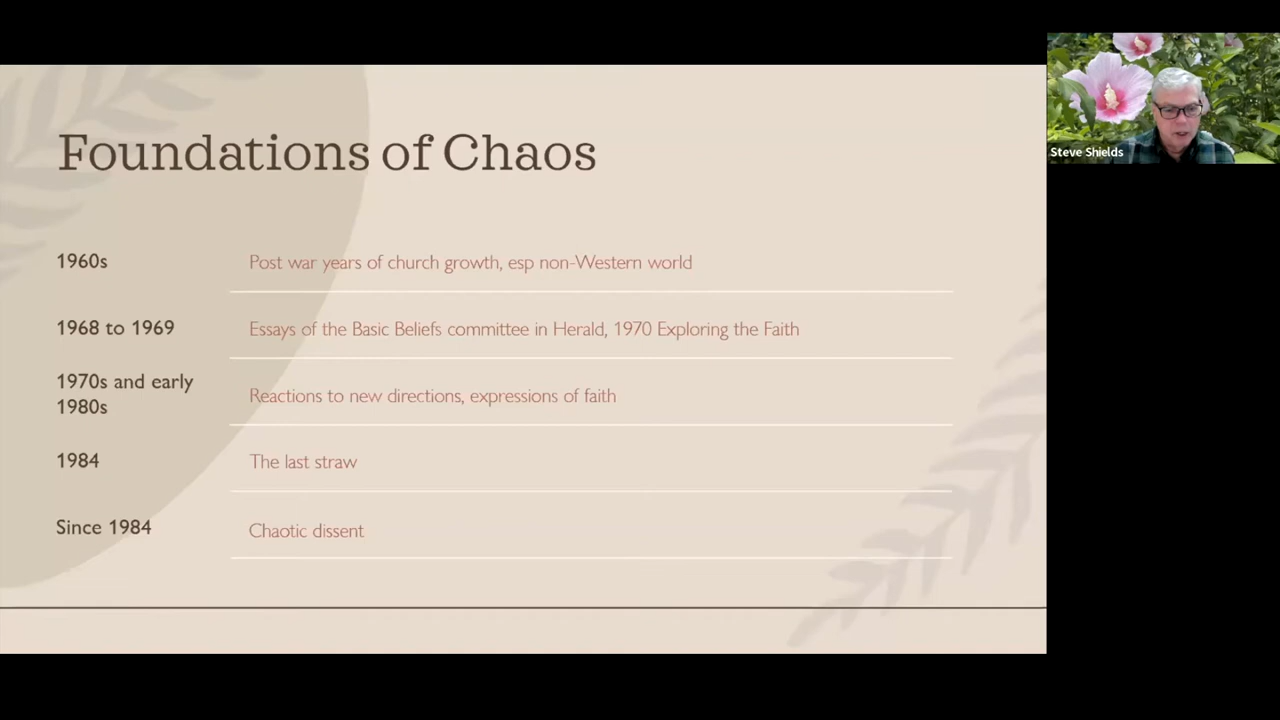 Foundations of Chaos
1960s
Post war years of church growth, esp non-Western world
1968 to 1969
Essays of the Basic Beliefs committee in Herald, 1970 Exploring the Faith
1970s and early
1980s
Reactions to new directions, expressions of faith
1984
The last straw
Since 1984
Chaotic dissent
Steve Shields